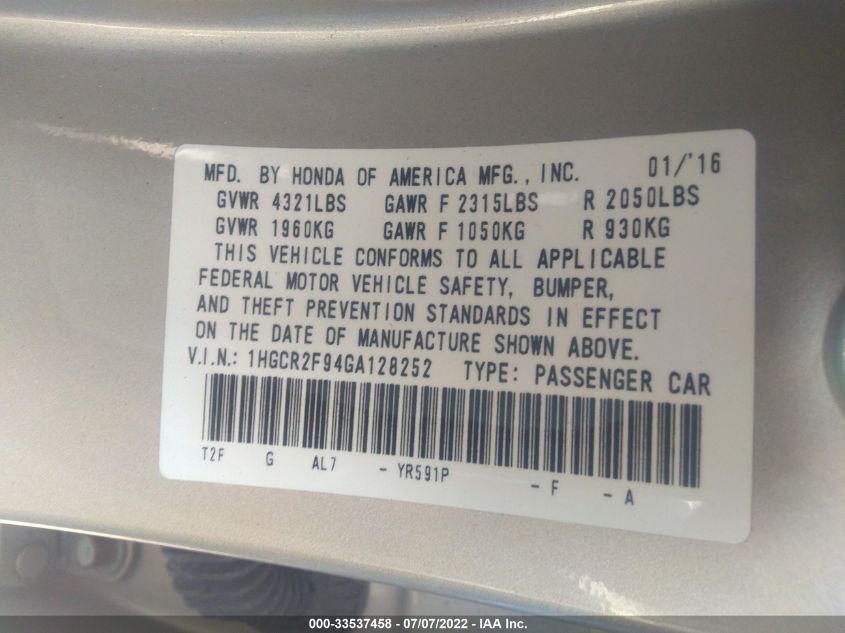 MFD. BY HONDA OF AMERICA MFG., INC. 01/'16
GVWR 4321LBS GAWR F 2315LBS R 2050LBS
GVWR 1960KG GAWR F 1050KG R 930KG
THIS VEHICLE CONFORMS TO ALL APPLICABLE
FEDERAL MOTOR VEHICLE SAFETY, BUMPER,
AND THEFT PREVENTION STANDARDS IN EFFECT
ON THE DATE OF MANUFACTURE SHOWN ABOVE.
V.I.N.: 1HGCR2F94GA128252 TYPE: PASSENGER CAR
T2F G AL7 - YR591P - F - A
000-33537458 - 07/07/2022 - IAA Inc.